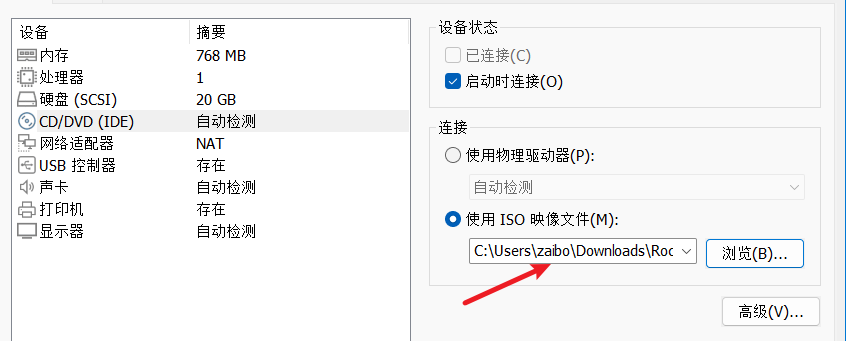 设备 摘要
内存 768 MB
处理器 1
硬盘 (SCSI) 20 GB
CD/DVD (IDE) 自动检测
网络适配器 NAT
USB 控制器 存在
声卡 自动检测
打印机 存在
显示器 自动检测
设备状态
已连接(C)
启动时连接(O)
连接
使用物理驱动器(P):
自动检测
使用 ISO 映像文件(M):
C:\Users\zaibo\Downloads\Roc
浏览(B)...
高级(V)...